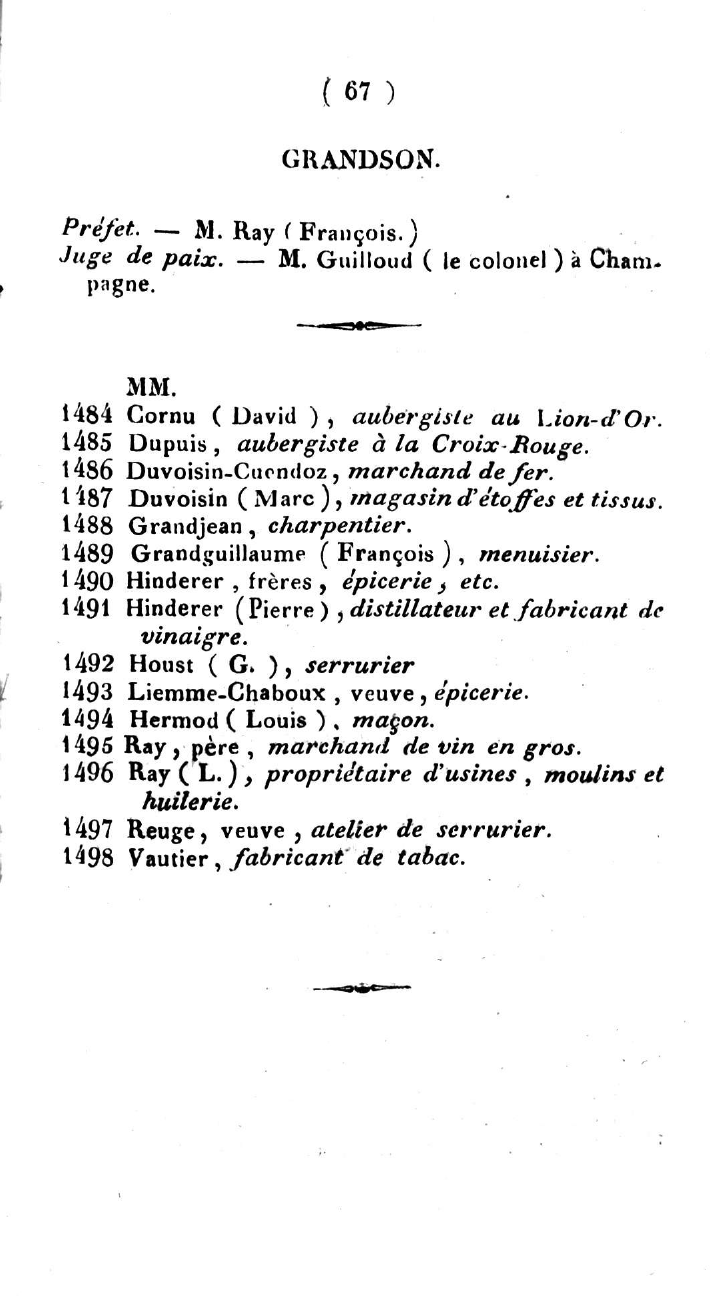 ( 67 )
GRANDSON.
Préfet. — M. Ray ( François. )
Juge de paix. — M. Guilloud ( le colonel ) à Cham-
pagne.
MM.
1484 Cornu ( David ) , aubergiste au Lion-d'Or.
1485 Dupuis , aubergiste à la Croix-Rouge.
1486 Duvoisin-Cuendoz , marchand de fer.
1487 Duvoisin ( Marc ) , magasin d'étoffes et tissus.
1488 Grandjean , charpentier.
1489 Grandguillaume ( François ) , menuisier.
1490 Hinderer , frères , épicerie , etc.
1491 Hinderer ( Pierre ) , distillateur et fabricant de
vinaigre.
1492 Houst ( G. ) , serrurier
1493 Liemme-Chaboux , veuve , épicerie.
1494 Hermod ( Louis ) , maçon.
1495 Ray , père , marchand de vin en gros.
1496 Ray ( L. ) , propriétaire d'usines , moulins et
huilerie.
1497 Reuge , veuve , atelier de serrurier.
1498 Vautier , fabricant de tabac.